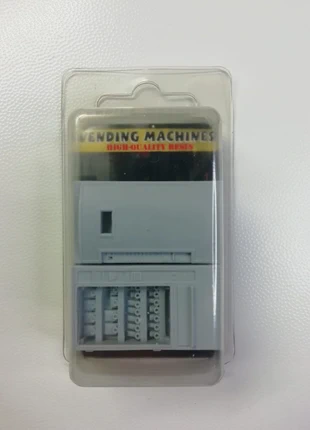 VENDING MACHINES
HIGH-QUALITY RESIN